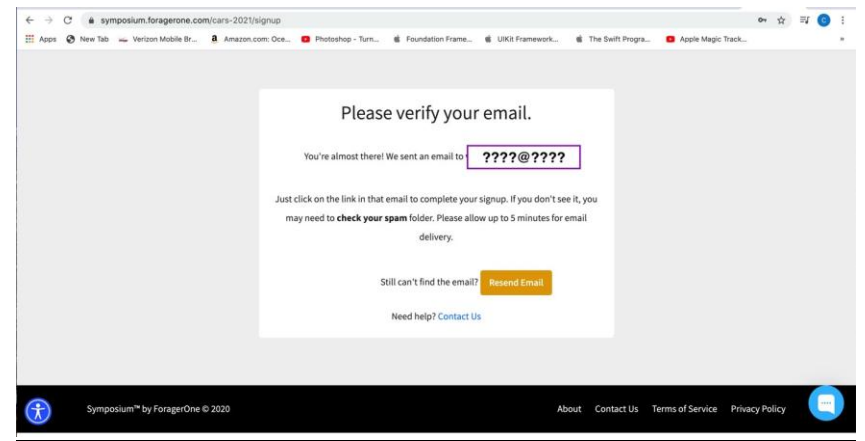 symposium.foragerone.com/cars-2021/signup
Apps New Tab Verizon Mobile Br... Amazon.com: Oce... Photoshop - Turn... Foundation Frame... UIKit Framework... The Swift Progra... Apple Magic Track...
Please verify your email.
You're almost there! We sent an email to ????@????
Just click on the link in that email to complete your signup. If you don't see it, you
may need to check your spam folder. Please allow up to 5 minutes for email
delivery.
Still can't find the email? Resend Email
Need help? Contact Us
Symposium™ by ForagerOne © 2020 About Contact Us Terms of Service Privacy Policy